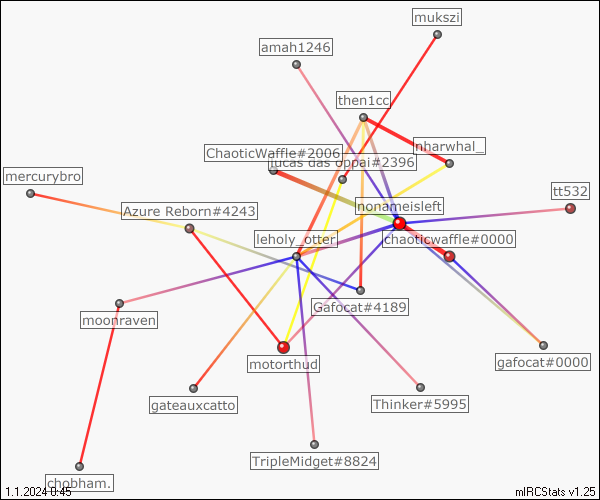 mukszi
amah1246
then1cc
nharwhal_
ChaoticWaffle#2006
lucas das oppai#2396
mercurybro
tt532
nonameisleft
Azure Reborn#4243
leholy_otter
chaoticwaffle#0000
Gafocat#4189
moonraven
gafocat#0000
motorthud
gateauxcatto
Thinker#5995
TripleMidget#8824
chobham.
1.1.2024 0:45
mIRCStats v1.25